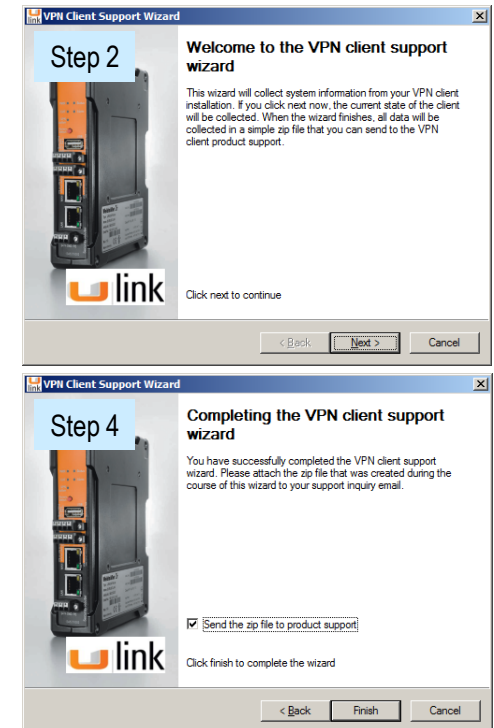 VPN Client Support Wizard
Step 2
Welcome to the VPN client support
wizard
This wizard will collect system information from your VPN client
installation. If you click next now, the current state of the client
will be collected. When the wizard finishes, all data will be
collected in a simple zip file that you can send to the VPN
client product support.
u link
Click next to continue
< Back
Next >
Cancel
VPN Client Support Wizard
Step 4
Completing the VPN client support
wizard
You have successfully completed the VPN client support
wizard. Please attach the zip file that was created during the
course of this wizard to your support inquiry email.
Send the zip file to product support
u link
Click finish to complete the wizard
< Back
Finish
Cancel